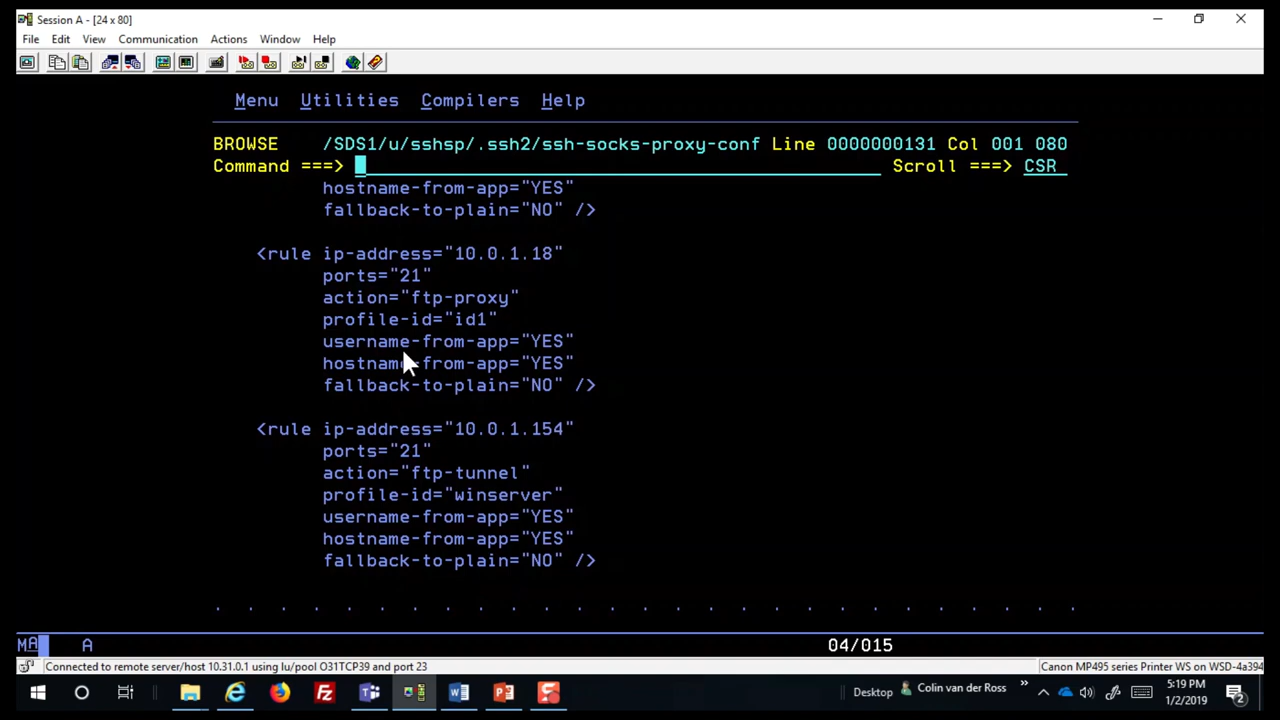 Session A - [24 x 80]
File Edit View Communication Actions Window Help
Menu Utilities Compilers Help
BROWSE /SDS1/u/sshsp/.ssh2/ssh-socks-proxy-conf Line 0000000131 Col 001 080
Command ===> Scroll ===> CSR
hostname-from-app="YES"
fallback-to-plain="NO" />
<rule ip-address="10.0.1.18"
ports="21"
action="ftp-proxy"
profile-id="id1"
username-from-app="YES"
hostname-from-app="YES"
fallback-to-plain="NO" />
<rule ip-address="10.0.1.154"
ports="21"
action="ftp-tunnel"
profile-id="winserver"
username-from-app="YES"
hostname-from-app="YES"
fallback-to-plain="NO" />
. . . . . . . . . . . . . . . . . . . . . . . . . . .
MA A 04/015
Connected to remote server/host 10.31.0.1 using lu/pool O31TCP39 and port 23 Canon MP495 series Printer WS on WSD-4a394
Desktop Colin van der Ross 5:19 PM
1/2/2019 2